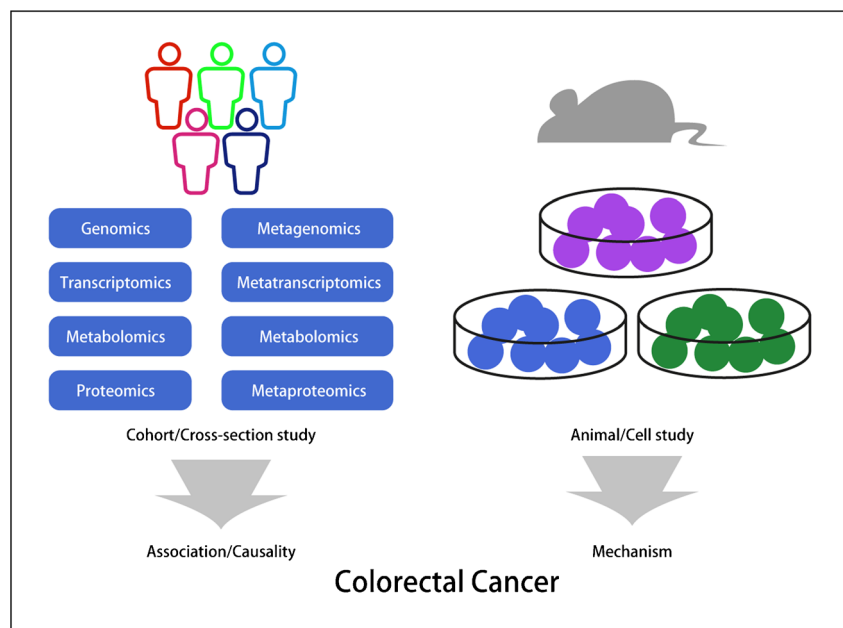 Genomics
Metagenomics
Transcriptomics
Metatranscriptomics
Metabolomics
Metabolomics
Proteomics
Metaproteomics
Cohort/Cross-section study
Animal/Cell study
Association/Causality
Mechanism
Colorectal Cancer